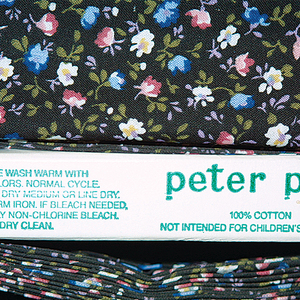 E WASH WARM WITH
LORS. NORMAL CYCLE.
DRY MEDIUM OR LINE DRY.
RM IRON. IF BLEACH NEEDED,
Y NON-CHLORINE BLEACH.
DRY CLEAN.
peter p
100% COTTON
NOT INTENDED FOR CHILDREN'S